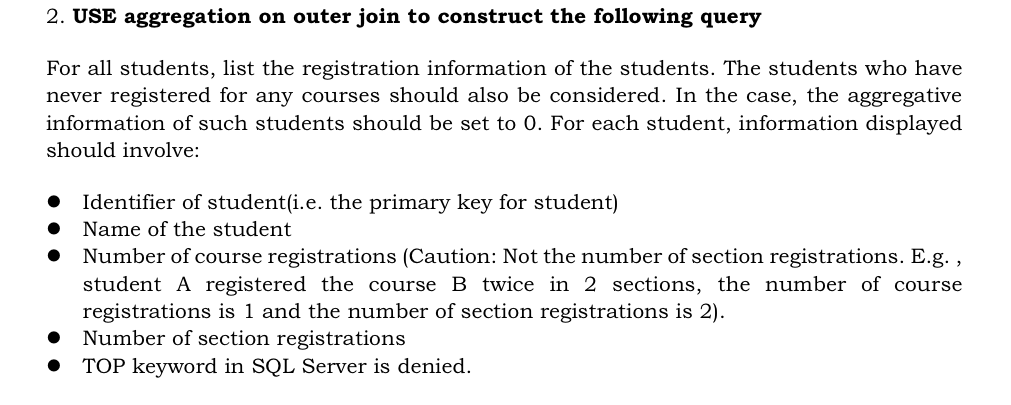 2. USE aggregation on outer join to construct the following query
For all students, list the registration information of the students. The students who have
never registered for any courses should also be considered. In the case, the aggregative
information of such students should be set to 0. For each student, information displayed
should involve:
● Identifier of student(i.e. the primary key for student)
● Name of the student
● Number of course registrations (Caution: Not the number of section registrations. E.g. ,
student A registered the course B twice in 2 sections, the number of course
registrations is 1 and the number of section registrations is 2).
● Number of section registrations
● TOP keyword in SQL Server is denied.